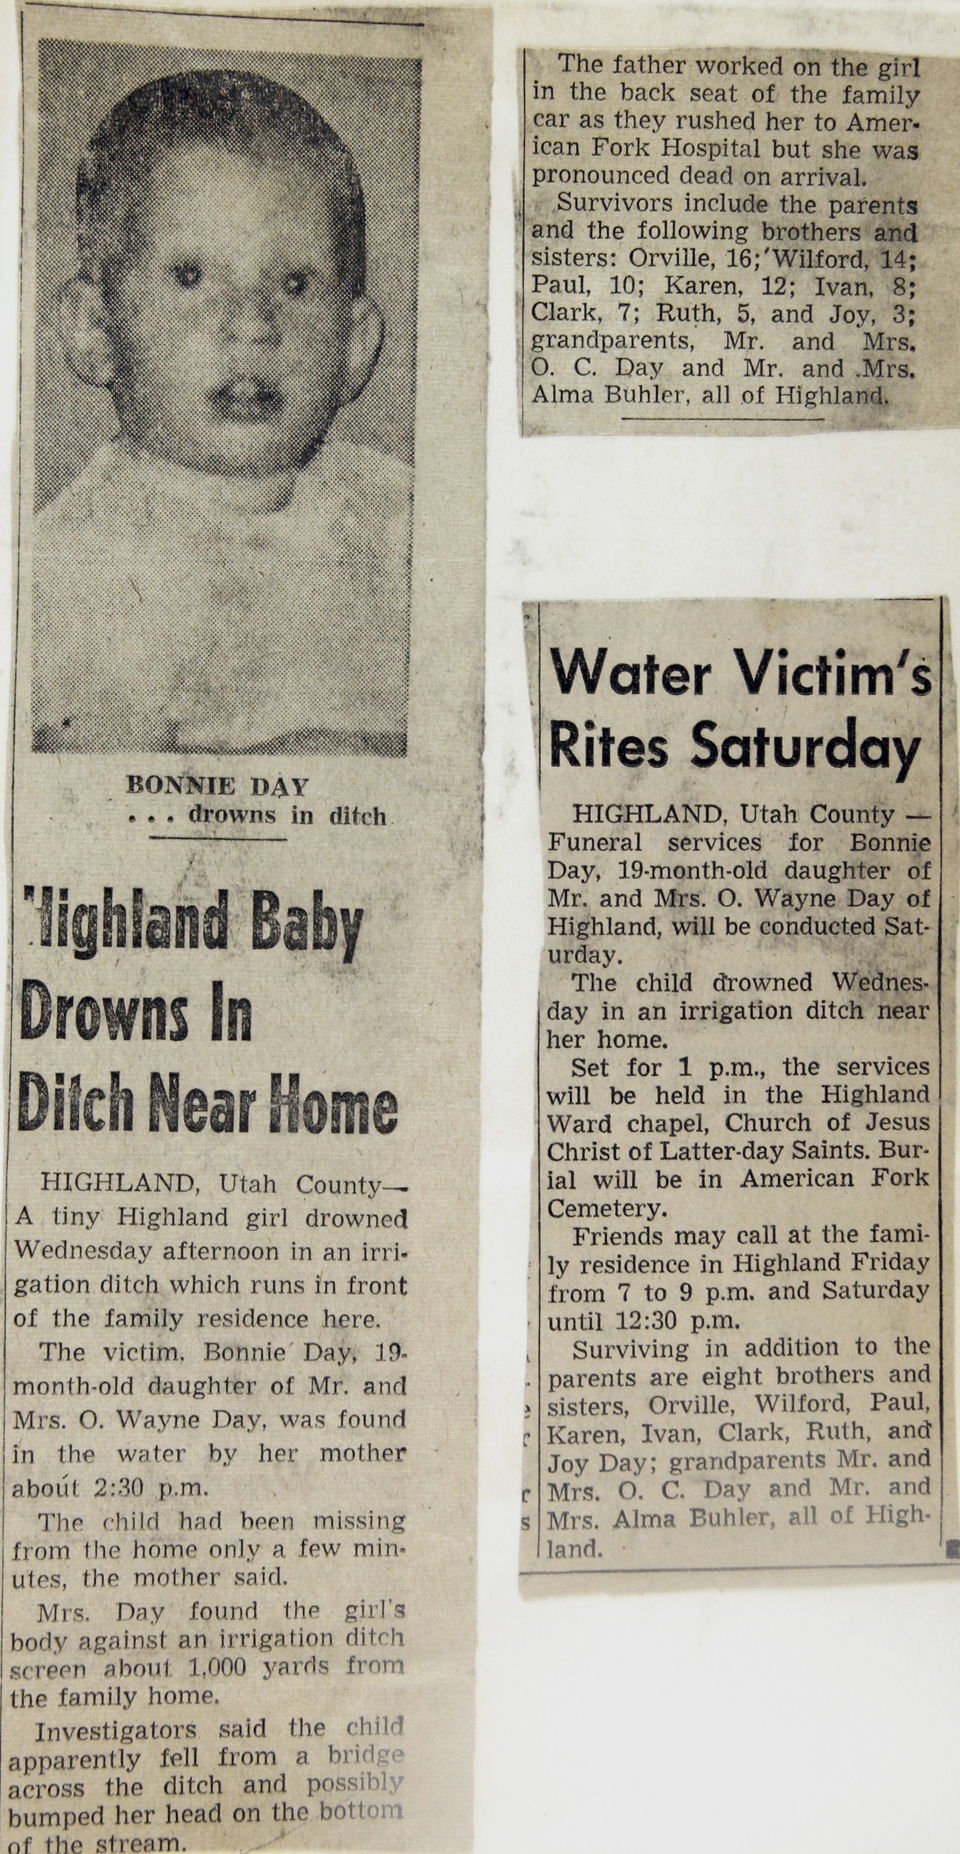 BONNIE DAY
. . . drowns in ditch
Highland Baby
Drowns In
Ditch Near Home
HIGHLAND, Utah County—
A tiny Highland girl drowned
Wednesday afternoon in an irri-
gation ditch which runs in front
of the family residence here.
The victim, Bonnie Day, 19-
month-old daughter of Mr. and
Mrs. O. Wayne Day, was found
in the water by her mother
about 2:30 p.m.
The child had been missing
from the home only a few min-
utes, the mother said.
Mrs. Day found the girl's
body against an irrigation ditch
screen about 1,000 yards from
the family home.
Investigators said the child
apparently fell from a bridge
across the ditch and possibly
bumped her head on the bottom
of the stream.
The father worked on the girl
in the back seat of the family
car as they rushed her to Amer-
ican Fork Hospital but she was
pronounced dead on arrival.
Survivors include the parents
and the following brothers and
sisters: Orville, 16; Wilford, 14;
Paul, 10; Karen, 12; Ivan, 8;
Clark, 7; Ruth, 5, and Joy, 3;
grandparents, Mr. and Mrs.
O. C. Day and Mr. and Mrs.
Alma Buhler, all of Highland.
Water Victim's
Rites Saturday
HIGHLAND, Utah County —
Funeral services for Bonnie
Day, 19-month-old daughter of
Mr. and Mrs. O. Wayne Day of
Highland, will be conducted Sat-
urday.
The child drowned Wednes-
day in an irrigation ditch near
her home.
Set for 1 p.m., the services
will be held in the Highland
Ward chapel, Church of Jesus
Christ of Latter-day Saints. Bur-
ial will be in American Fork
Cemetery.
Friends may call at the fami-
ly residence in Highland Friday
from 7 to 9 p.m. and Saturday
until 12:30 p.m.
Surviving in addition to the
parents are eight brothers and
sisters, Orville, Wilford, Paul,
Karen, Ivan, Clark, Ruth, and
Joy Day; grandparents Mr. and
Mrs. O. C. Day and Mr. and
Mrs. Alma Buhler, all of High-
land.